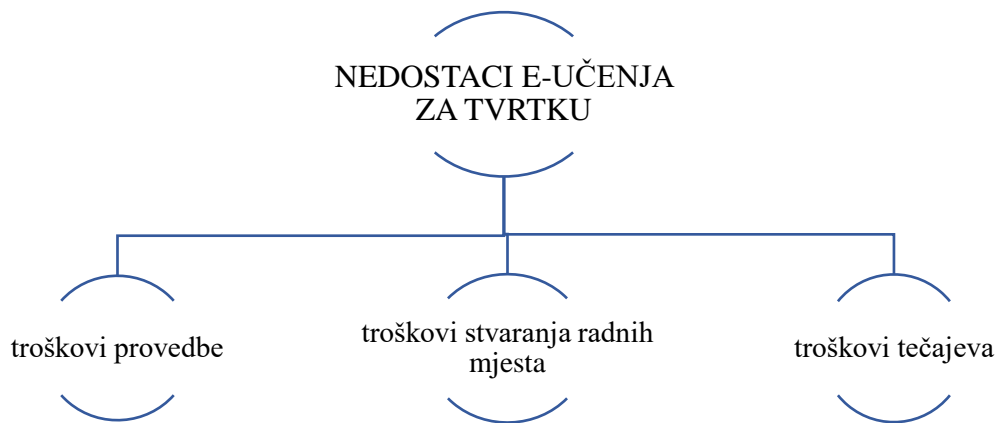 NEDOSTACI E-UČENJA
ZA TVRTKU
troškovi provedbe
troškovi stvaranja radnih
mjesta
troškovi tečajeva